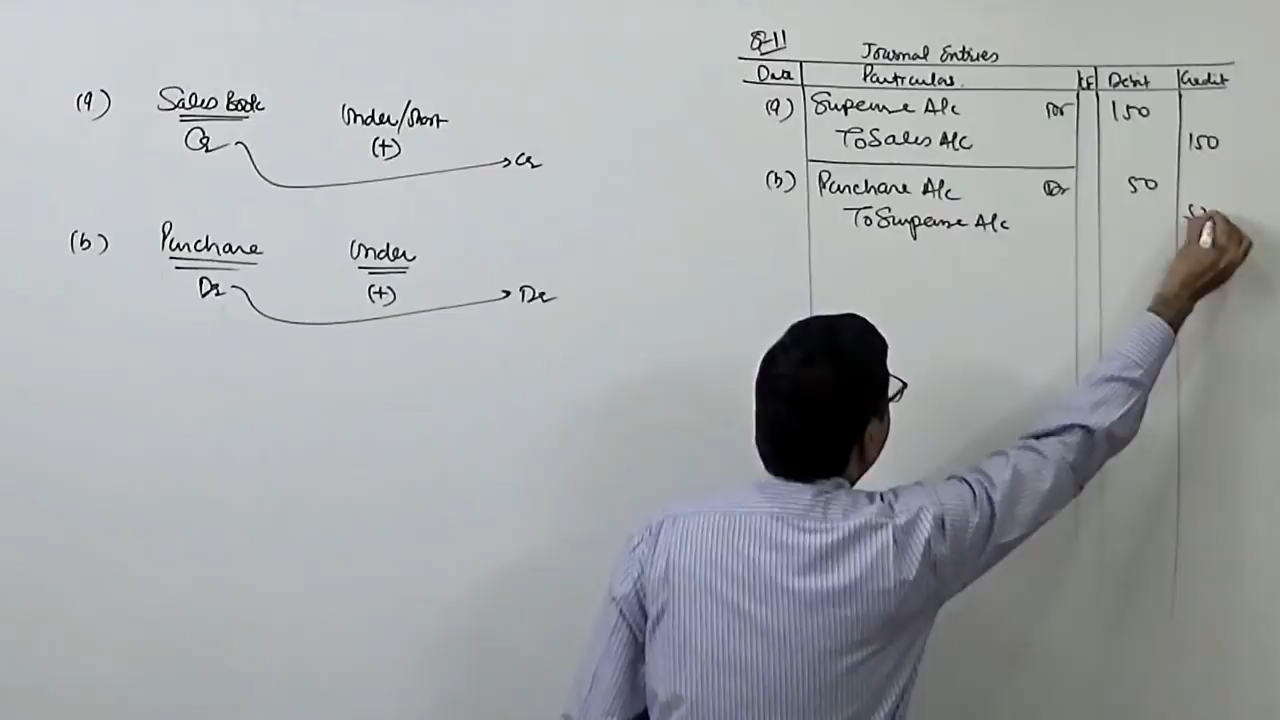 (a) Sales Book Under/Short
Cr (+) Cr
(b) Purchase Under
Dr (+) Dr
Q-11
Journal Entries
Date Particulars LF Debit Credit
(a) Suspense A/c Dr 150
To Sales A/c 150
(b) Purchase A/c Dr 50
To Suspense A/c